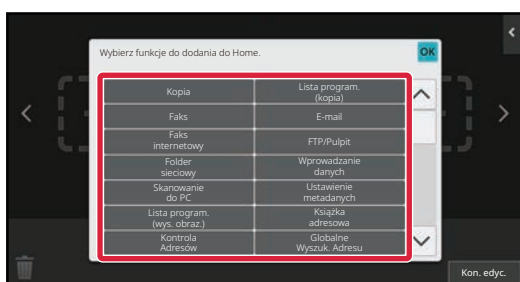 Wybierz funkcje do dodania do Home.
OK
Kopia
Lista program.
(kopia)
Faks
E-mail
Faks
internetowy
FTP/Pulpit
Folder
sieciowy
Wprowadzanie
danych
Skanowanie
do PC
Ustawienie
metadanych
Lista program.
(wys. obraz.)
Książka
adresowa
Kontrola
Adresów
Globalne
Wyszuk. Adresu
Kon. edyc.